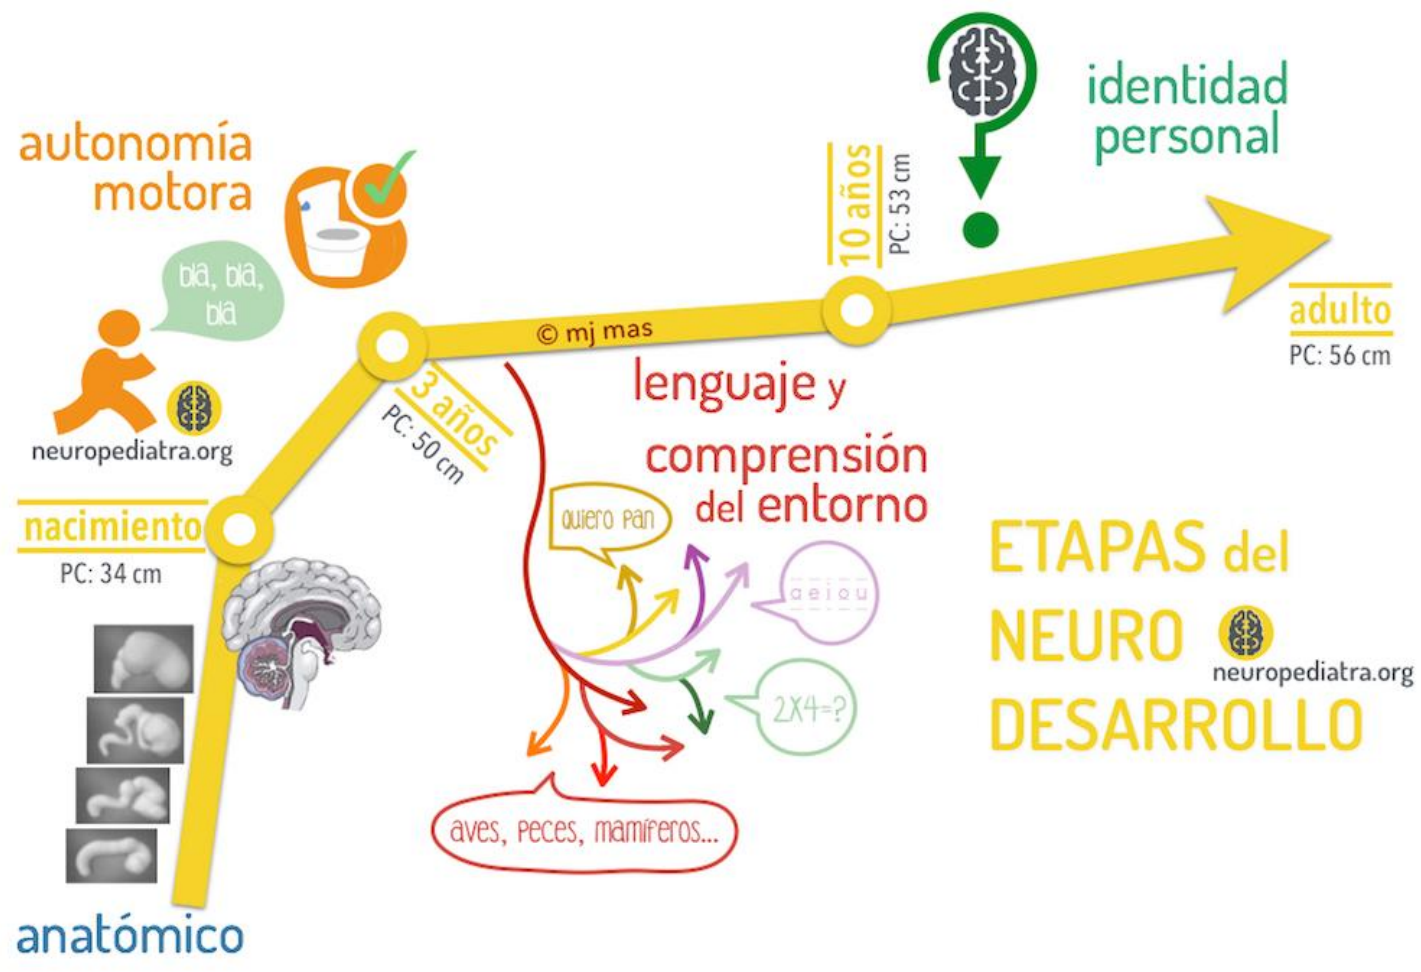 autonomía
motora
bla, bla,
bla
neuropediatra.org
nacimiento
PC: 34 cm
anatómico
3 años
PC: 50 cm
© mj mas
lenguaje y
comprensión
del entorno
quiero pan
a e i o u
2X4=?
aves, peces, mamíferos...
10 años
PC: 53 cm
identidad
personal
adulto
PC: 56 cm
ETAPAS del
NEURO
neuropediatra.org
DESARROLLO